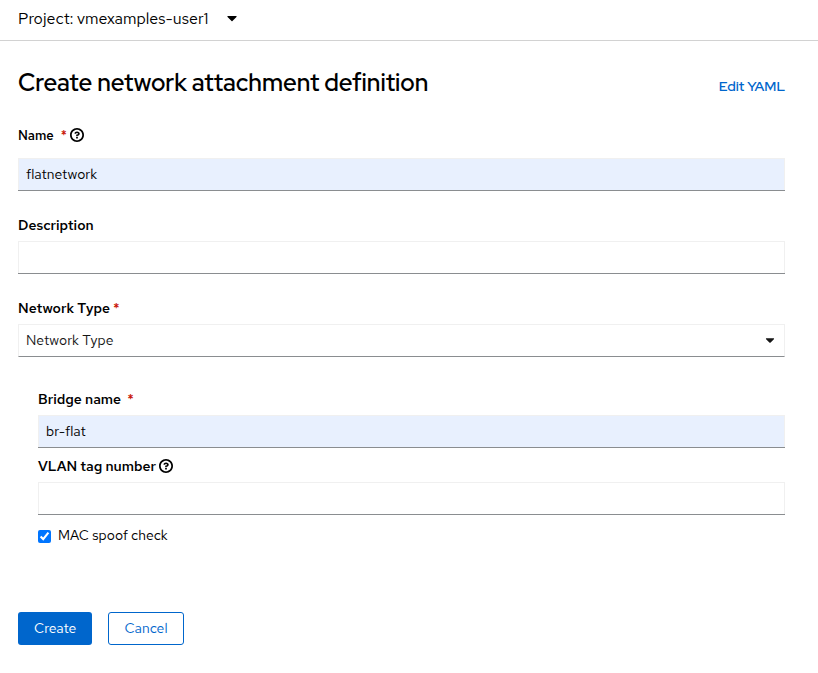 Project: vmexamples-user1
Create network attachment definition
Edit YAML
Name *
flatnetwork
Description
Network Type *
Network Type
Bridge name *
br-flat
VLAN tag number
MAC spoof check
Create Cancel